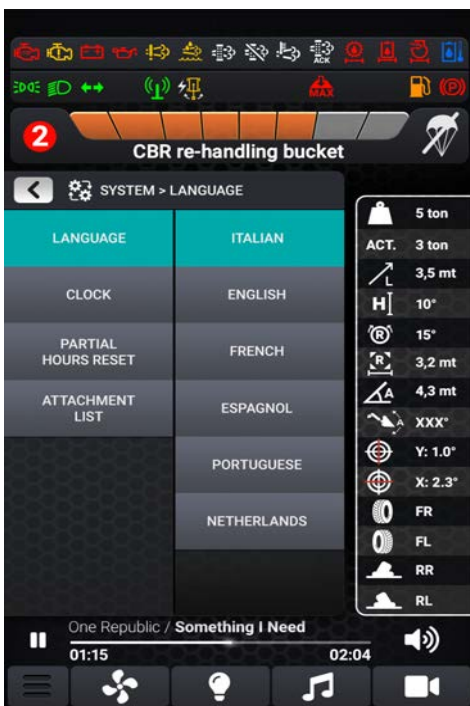 ACK
MAX
2
CBR re-handling bucket
SYSTEM > LANGUAGE
LANGUAGE
CLOCK
PARTIAL
HOURS RESET
ATTACHMENT
LIST
ITALIAN
ENGLISH
FRENCH
ESPAGNOL
PORTUGUESE
NETHERLANDS
5 ton
ACT. 3 ton
L 3,5 mt
H 10°
R 15°
R 3,2 mt
A 4,3 mt
A XXX°
Y: 1.0°
X: 2.3°
FR
FL
RR
RL
One Republic / Something I Need
01:15 02:04